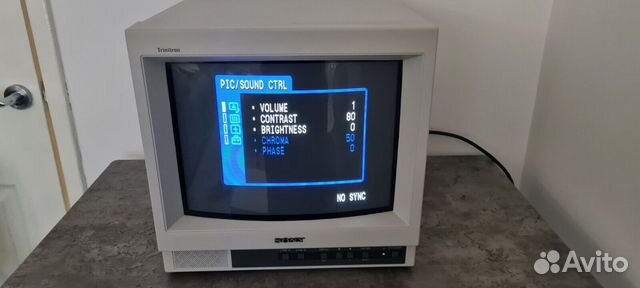 Trinitron
PIC/SOUND CTRL
• VOLUME 1
• CONTRAST 80
• BRIGHTNESS 0
• CHROMA 50
• PHASE 0
NO SYNC
SONY
Avito